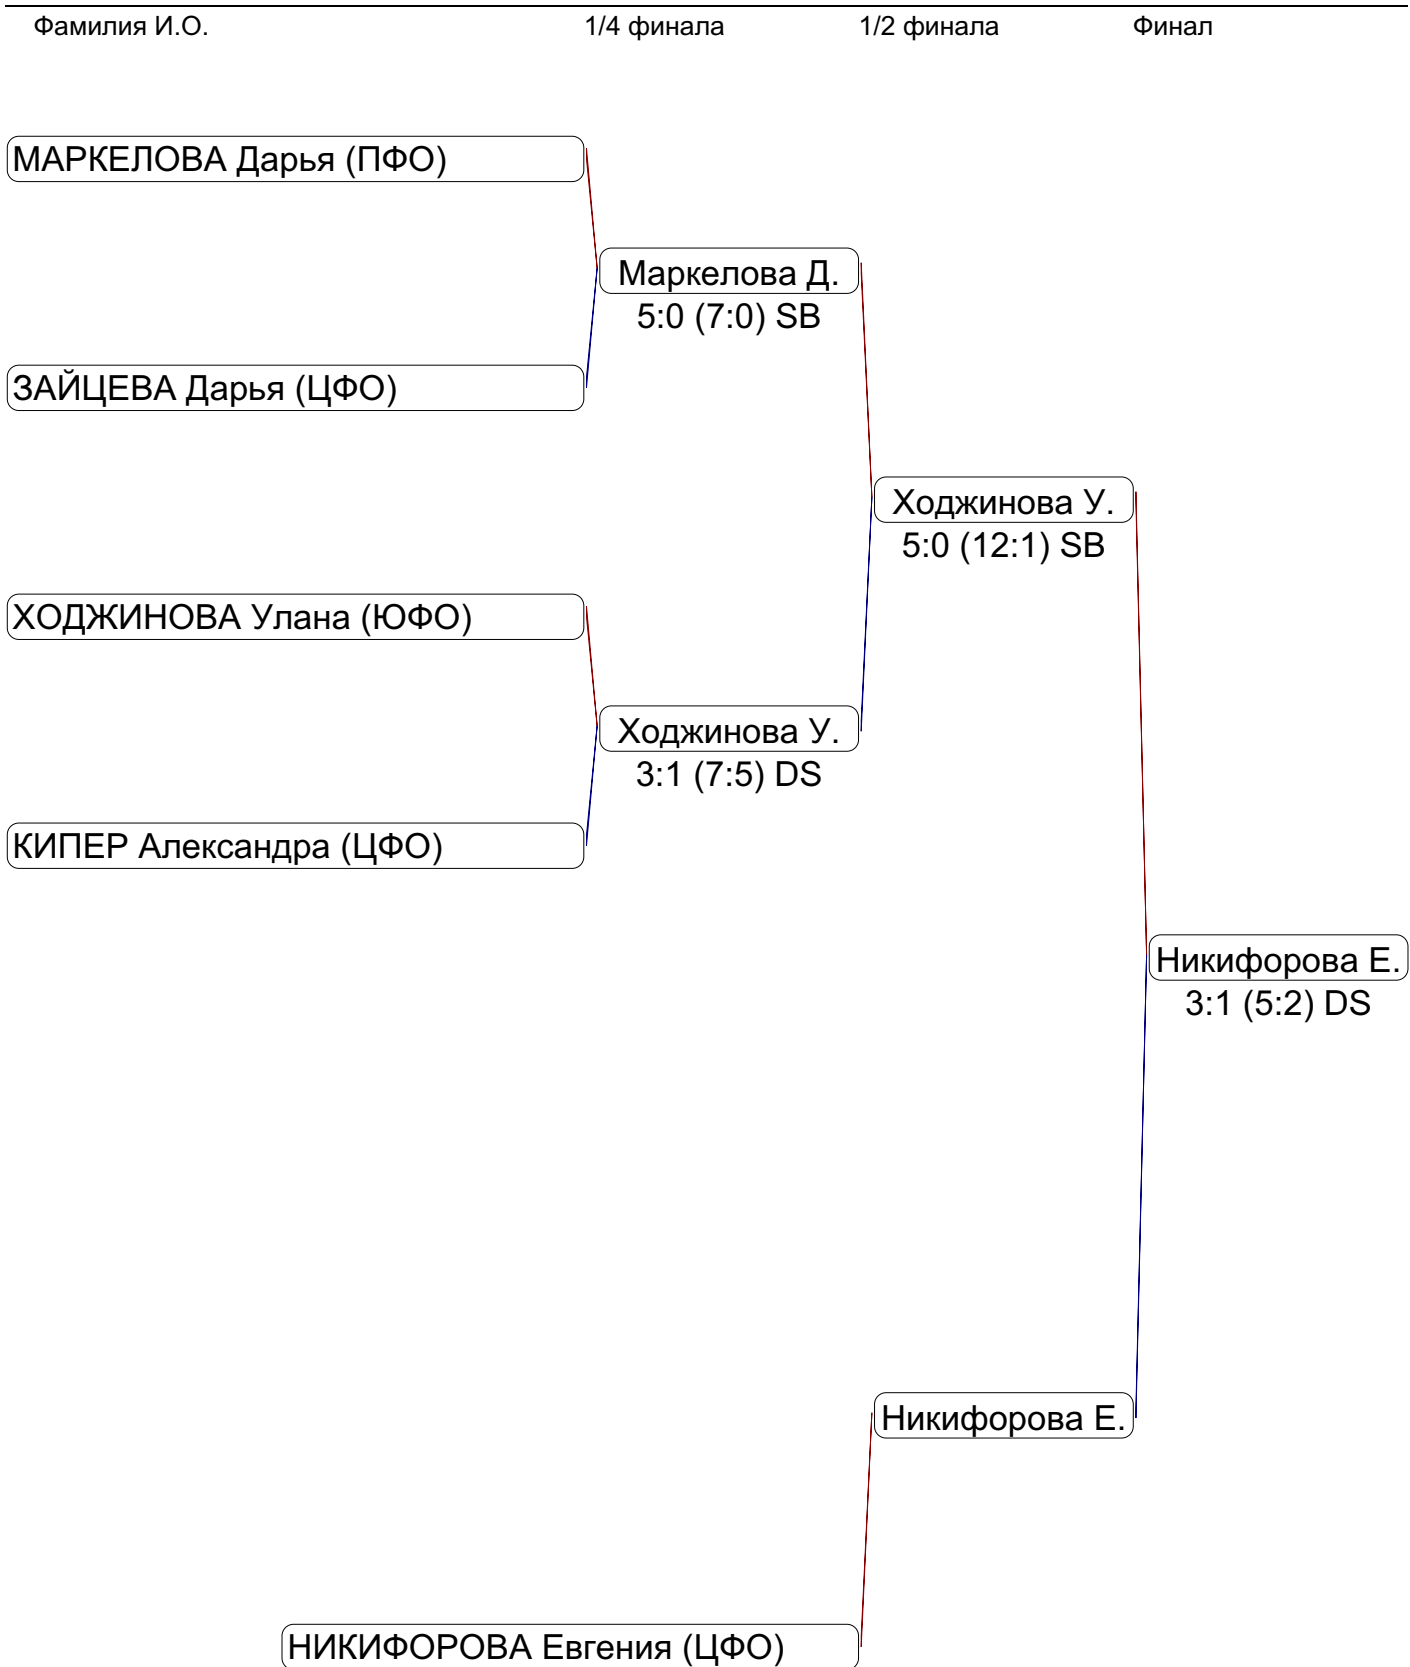 Фамилия И.О. 1/4 финала 1/2 финала Финал
МАРКЕЛОВА Дарья (ПФО)
Маркелова Д.
5:0 (7:0) SB
ЗАЙЦЕВА Дарья (ЦФО)
Ходжинова У.
5:0 (12:1) SB
ХОДЖИНОВА Улана (ЮФО)
Ходжинова У.
3:1 (7:5) DS
КИПЕР Александра (ЦФО)
Никифорова Е.
3:1 (5:2) DS
Никифорова Е.
НИКИФОРОВА Евгения (ЦФО)